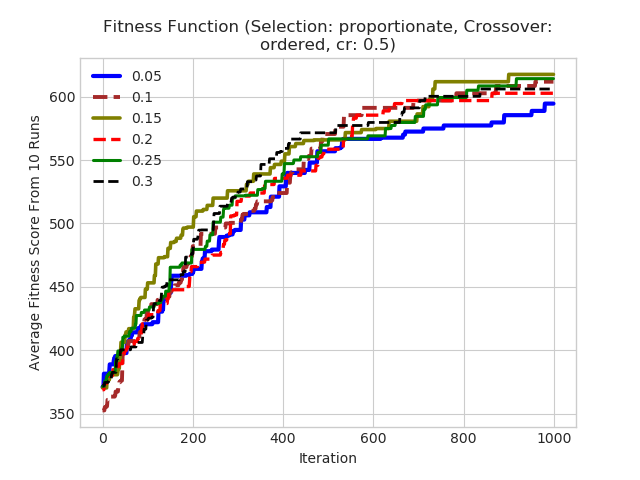 Fitness Function (Selection: proportionate, Crossover:
ordered, cr: 0.5)
Average Fitness Score From 10 Runs
600
550
500
450
400
350
0.05
0.1
0.15
0.2
0.25
0.3
0 200 400 600 800 1000
Iteration